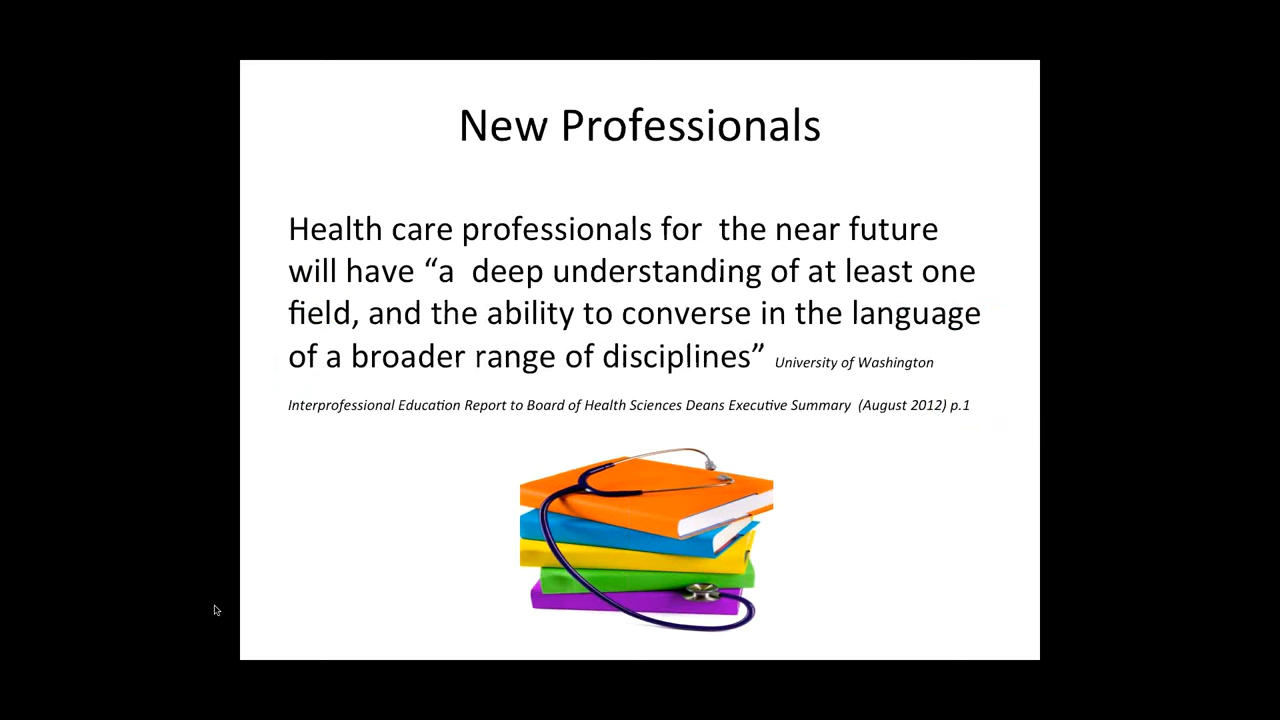 New Professionals
Health care professionals for  the near future
will have “a  deep understanding of at least one
field, and the ability to converse in the language
of a broader range of disciplines” University of Washington
Interprofessional Education Report to Board of Health Sciences Deans Executive Summary  (August 2012) p.1